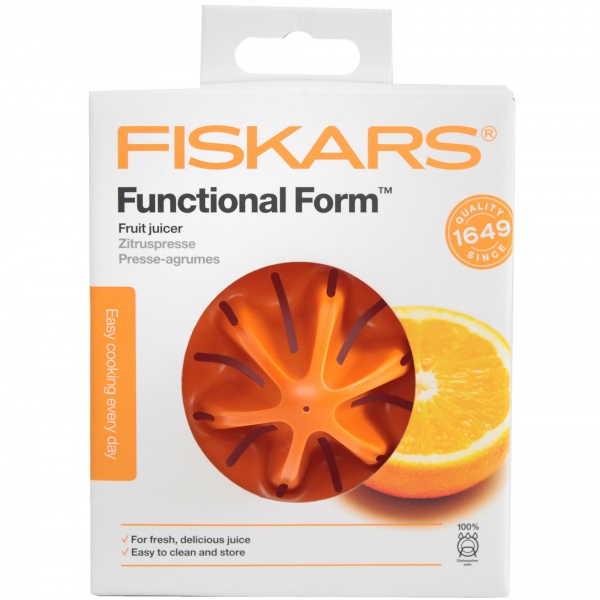 FISKARS®
Functional Form™
Fruit juicer
Zitruspresse
Presse-agrumes
QUALITY
1649
SINCE
Easy cooking every day
✓ For fresh, delicious juice
✓ Easy to clean and store
100%